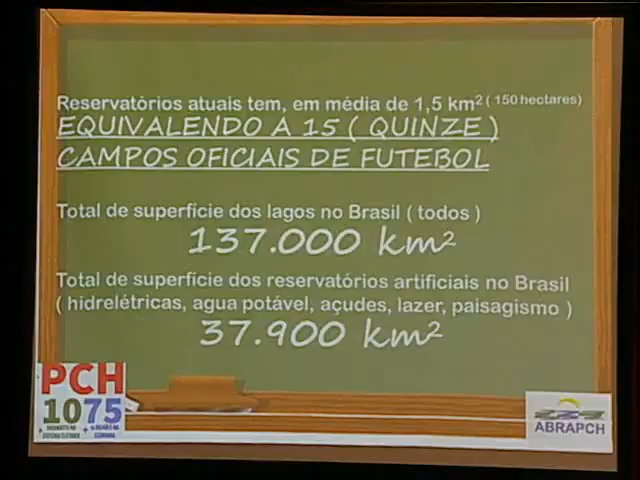 Reservatórios atuais tem, em média de 1,5 km² ( 150 hectares)
EQUIVALENDO A 15 ( QUINZE )
CAMPOS OFICIAIS DE FUTEBOL
Total de superfície dos lagos no Brasil ( todos )
137.000 km²
Total de superfície dos reservatórios artificiais no Brasil
( hidrelétricas, agua potável, açudes, lazer, paisagismo )
37.900 km²
PCH
1075
ABRAPCH